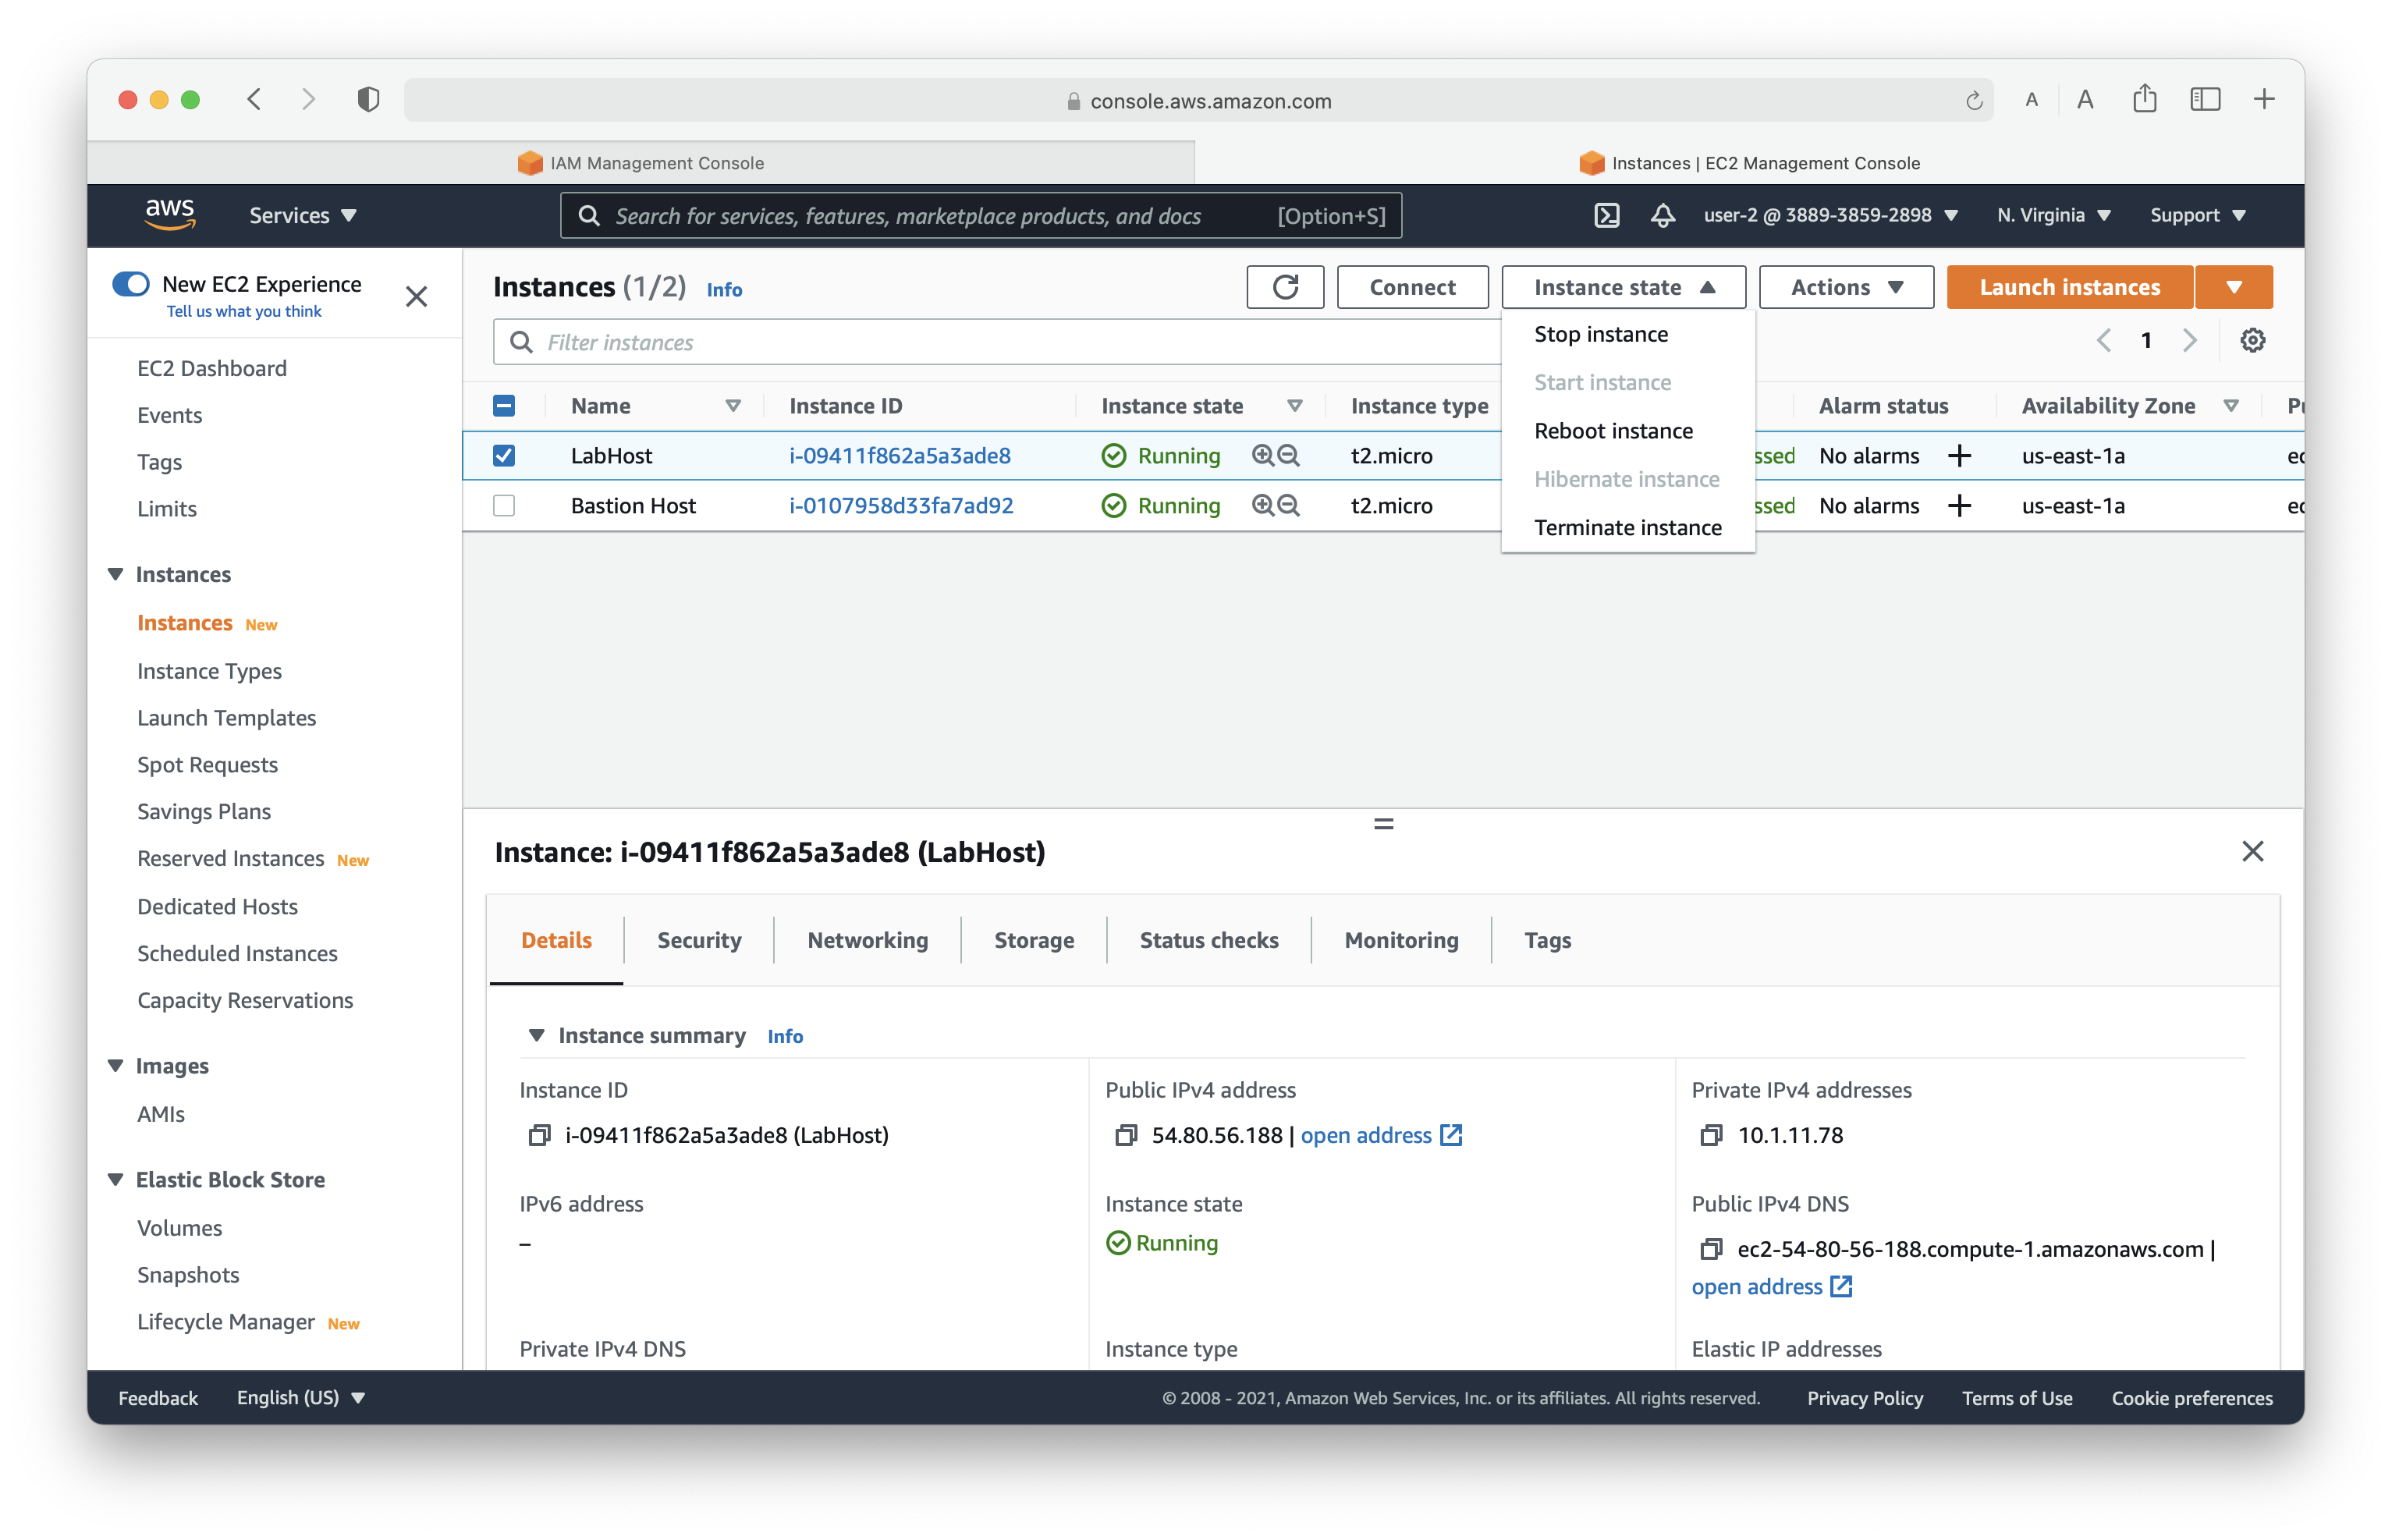 console.aws.amazon.com
A A
IAM Management Console
Instances | EC2 Management Console
aws
Services
Search for services, features, marketplace products, and docs [Option+S]
user-2 @ 3889-3859-2898
N. Virginia
Support
New EC2 Experience
Tell us what you think
EC2 Dashboard
Events
Tags
Limits
Instances
Instances New
Instance Types
Launch Templates
Spot Requests
Savings Plans
Reserved Instances New
Dedicated Hosts
Scheduled Instances
Capacity Reservations
Images
AMIs
Elastic Block Store
Volumes
Snapshots
Lifecycle Manager New
Instances (1/2) Info
Connect
Instance state
Actions
Launch instances
Filter instances
1
Stop instance
Start instance
Reboot instance
Hibernate instance
Terminate instance
Name Instance ID Instance state Instance type Alarm status Availability Zone
LabHost i-09411f862a5a3ade8 Running t2.micro No alarms + us-east-1a
Bastion Host i-0107958d33fa7ad92 Running t2.micro No alarms + us-east-1a
Instance: i-09411f862a5a3ade8 (LabHost)
Details Security Networking Storage Status checks Monitoring Tags
Instance summary Info
Instance ID
i-09411f862a5a3ade8 (LabHost)
Public IPv4 address
54.80.56.188 | open address
Private IPv4 addresses
10.1.11.78
IPv6 address
–
Instance state
Running
Public IPv4 DNS
ec2-54-80-56-188.compute-1.amazonaws.com |
open address
Private IPv4 DNS
Instance type
Elastic IP addresses
Feedback
English (US)
© 2008 - 2021, Amazon Web Services, Inc. or its affiliates. All rights reserved.
Privacy Policy
Terms of Use
Cookie preferences